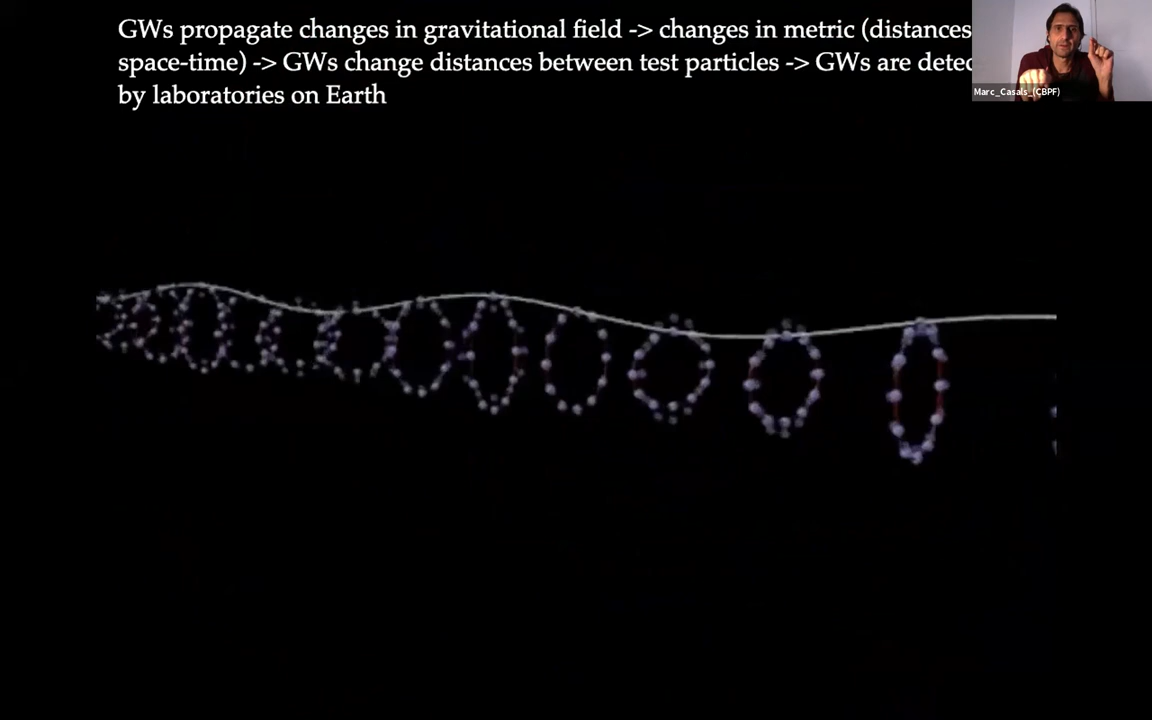 GWs propagate changes in gravitational field -> changes in metric (distances
space-time) -> GWs change distances between test particles -> GWs are
by laboratories on Earth
Marc_Casals_(CBPF)